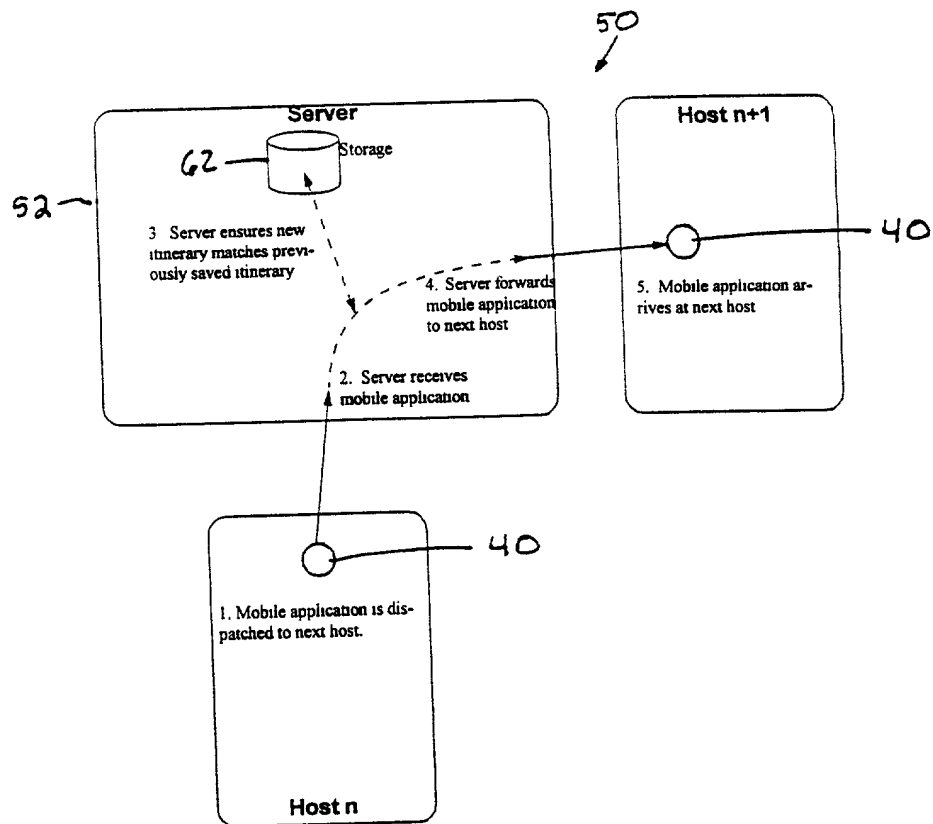 50
Server
Host n+1
62
Storage
52
3 Server ensures new
itinerary matches previ-
ously saved itinerary
40
4. Server forwards
mobile application
to next host
5. Mobile application ar-
rives at next host
2. Server receives
mobile application
40
1. Mobile application is dis-
patched to next host.
Host n